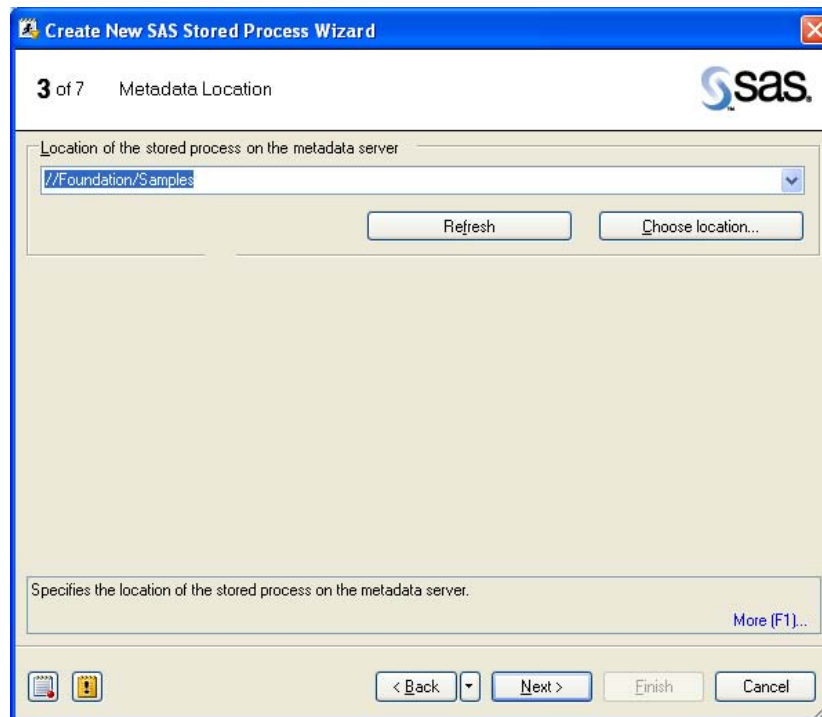 Create New SAS Stored Process Wizard
3 of 7 Metadata Location
sas.
Location of the stored process on the metadata server
//Foundation/Samples
Refresh
Choose location...
Specifies the location of the stored process on the metadata server.
More (F1)...
< Back
Next >
Finish
Cancel